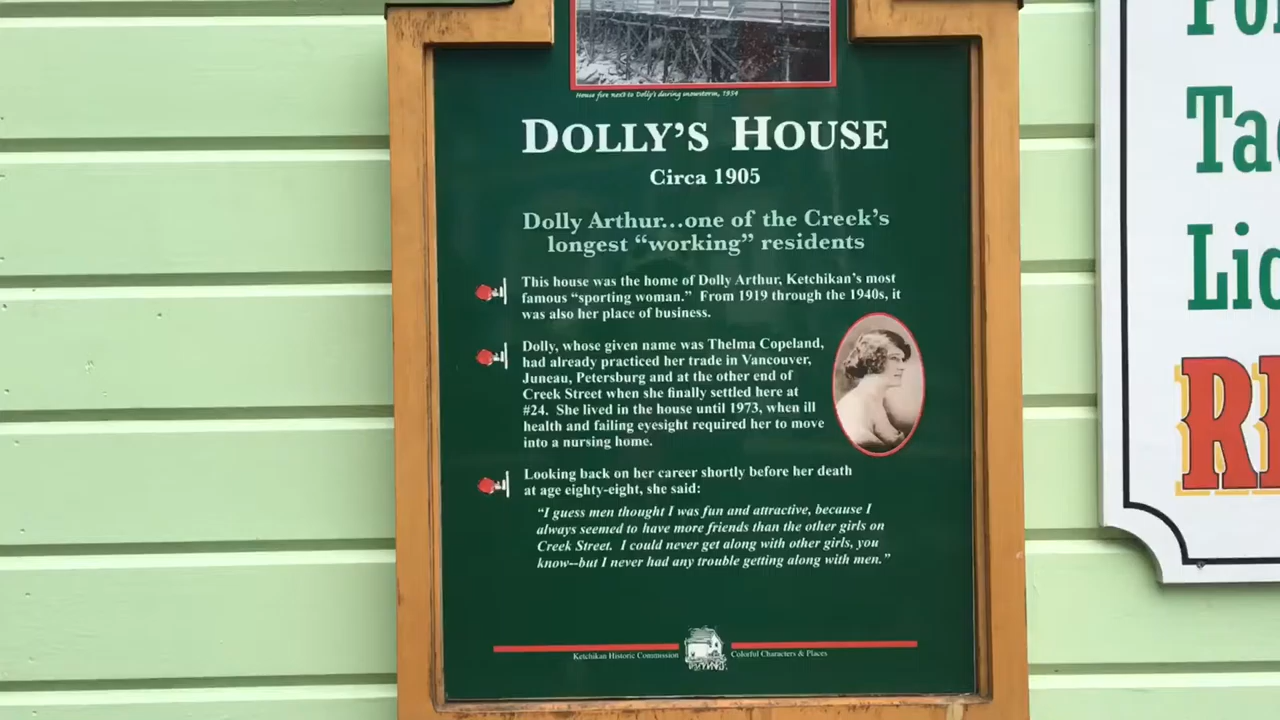 House fire next to Dolly's during snowstorm, 1954
DOLLY'S HOUSE
Circa 1905
Dolly Arthur...one of the Creek's
longest “working” residents
This house was the home of Dolly Arthur, Ketchikan's most
famous “sporting woman.” From 1919 through the 1940s, it
was also her place of business.
Dolly, whose given name was Thelma Copeland,
had already practiced her trade in Vancouver,
Juneau, Petersburg and at the other end of
Creek Street when she finally settled here at
#24. She lived in the house until 1973, when ill
health and failing eyesight required her to move
into a nursing home.
Looking back on her career shortly before her death
at age eighty-eight, she said:
“I guess men thought I was fun and attractive, because I
always seemed to have more friends than the other girls on
Creek Street. I could never get along with other girls, you
know--but I never had any trouble getting along with men.”
Ketchikan Historic Commission
Colorful Characters & Places